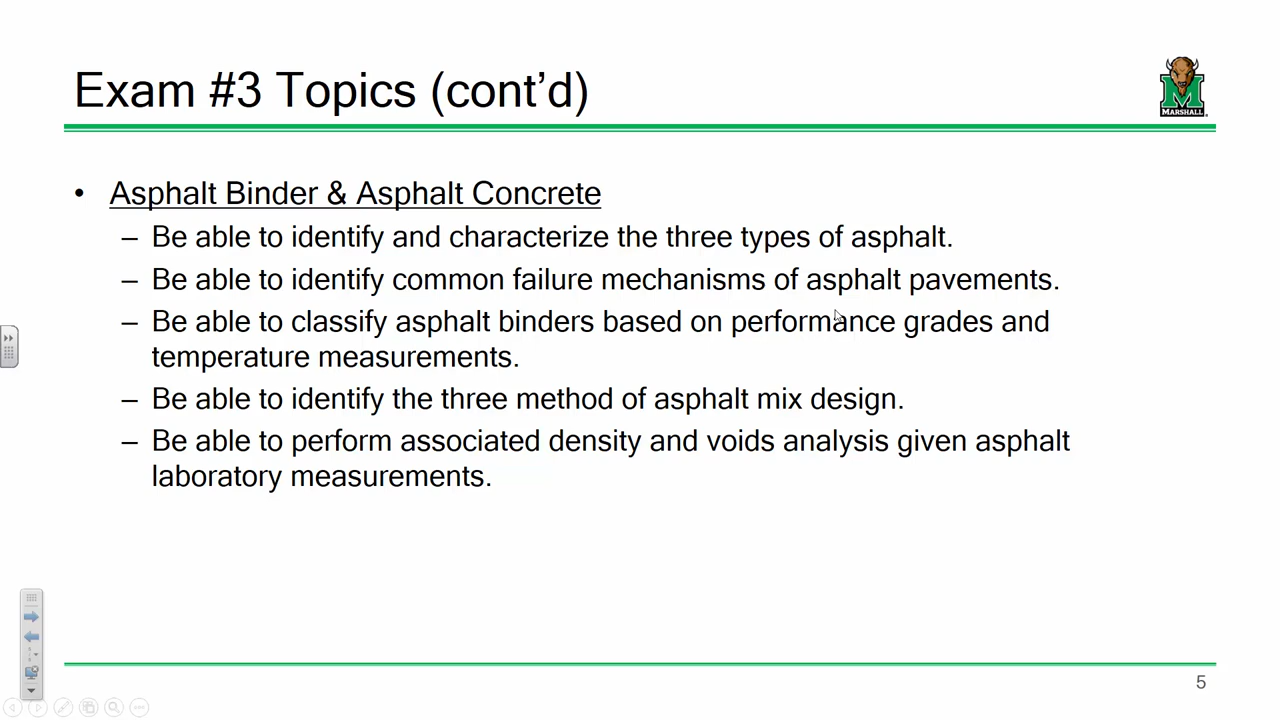 Exam #3 Topics (cont’d)
MARSHALL
• Asphalt Binder & Asphalt Concrete
– Be able to identify and characterize the three types of asphalt.
– Be able to identify common failure mechanisms of asphalt pavements.
– Be able to classify asphalt binders based on performance grades and
temperature measurements.
– Be able to identify the three method of asphalt mix design.
– Be able to perform associated density and voids analysis given asphalt
laboratory measurements.
5